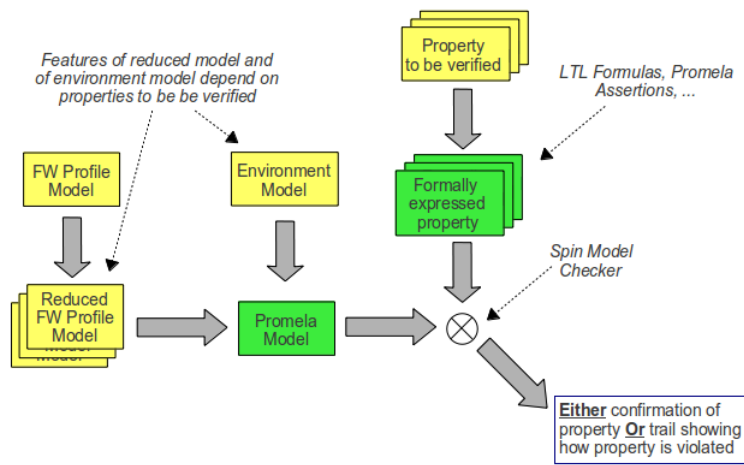 Features of reduced model and
of environment model depend on
properties to be be verified
Property
to be verified
LTL Formulas, Promela
Assertions, ...
FW Profile
Model
Environment
Model
Formally
expressed
property
Spin Model
Checker
Reduced
FW Profile
Model
Model
Promela
Model
Either confirmation of
property Or trail showing
how property is violated